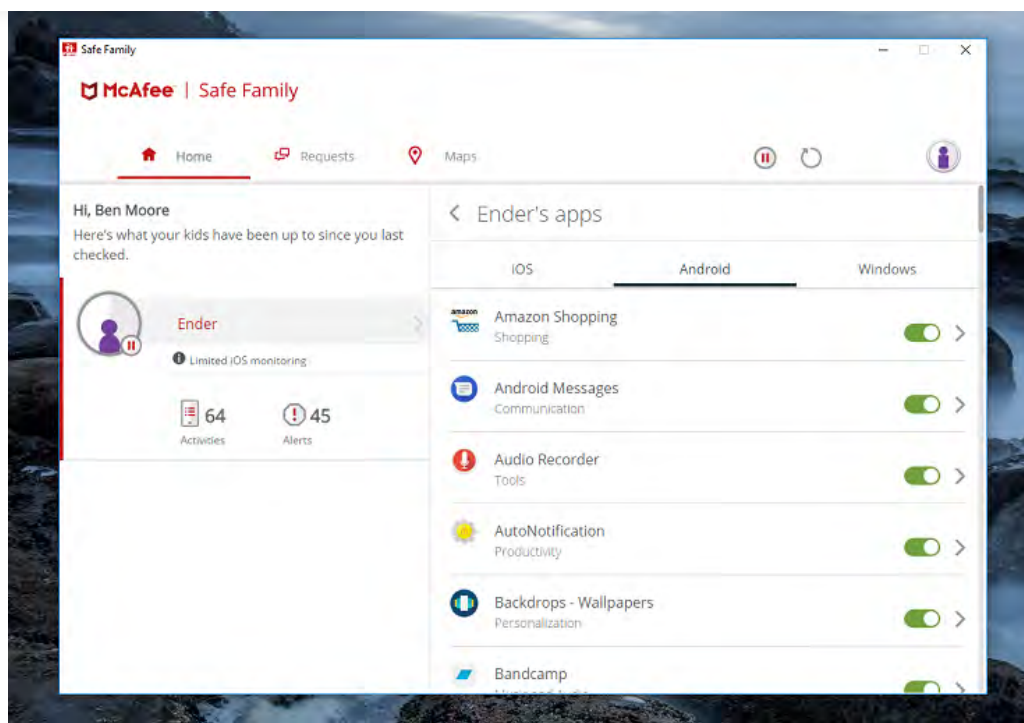 Safe Family
McAfee | Safe Family
Home
Requests
Maps
Hi, Ben Moore
Here's what your kids have been up to since you last
checked.
Ender
Limited iOS monitoring
64
45
Activities
Alerts
Ender's apps
iOS
Android
Windows
amazon
Amazon Shopping
Shopping
Android Messages
Communication
Audio Recorder
Tools
AutoNotification
Productivity
Backdrops - Wallpapers
Personalization
Bandcamp